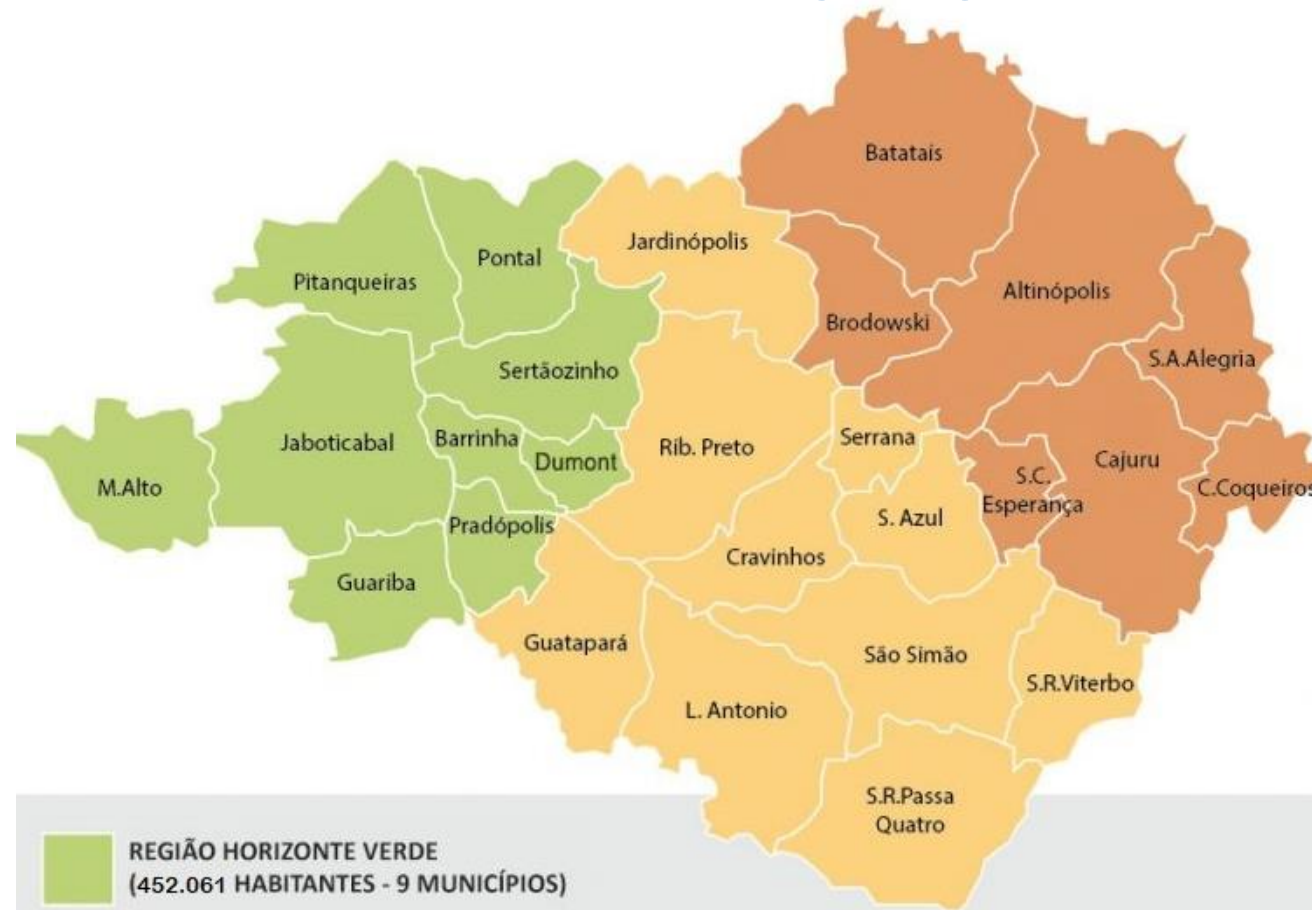 Batatais
Jardinópolis
Pontal
Pitanqueiras
Altinópolis
Brodowski
S.A.Alegria
Sertãozinho
Barrinha
Jaboticabal
Dumont
Rib. Preto
Serrana
Cajuru
M.Alto
S.C.
Esperança
C.Coqueiros
Pradópolis
S. Azul
Cravinhos
Guariba
Guatapará
São Simão
S.R.Viterbo
L. Antonio
S.R.Passa
Quatro
REGIÃO HORIZONTE VERDE
(452.061 HABITANTES - 9 MUNICÍPIOS)